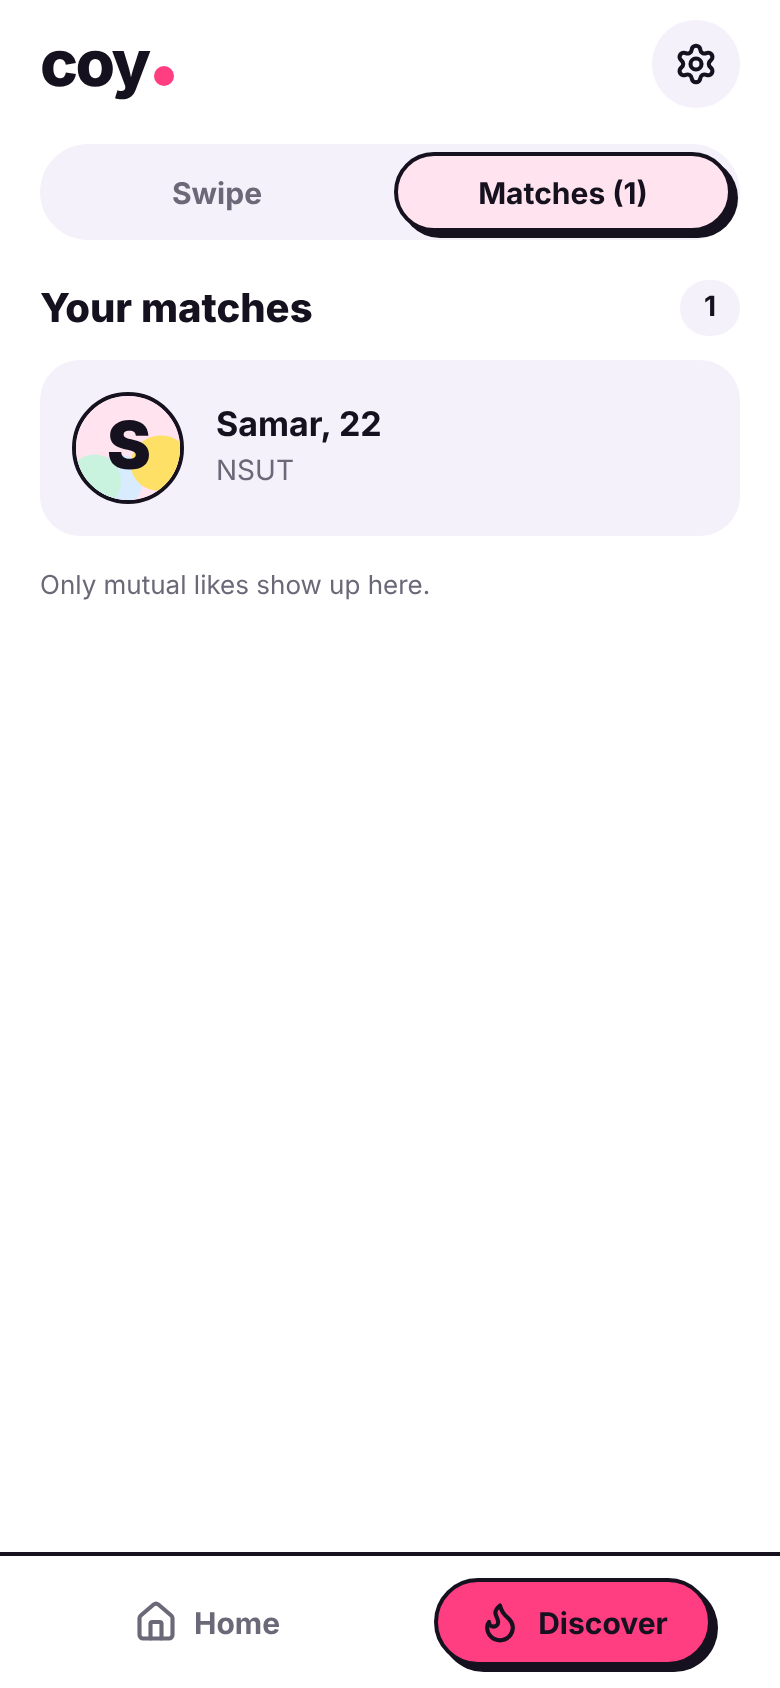 coy.
Swipe
Matches (1)
Your matches
1
S
Samar, 22
NSUT
Only mutual likes show up here.
Home
Discover